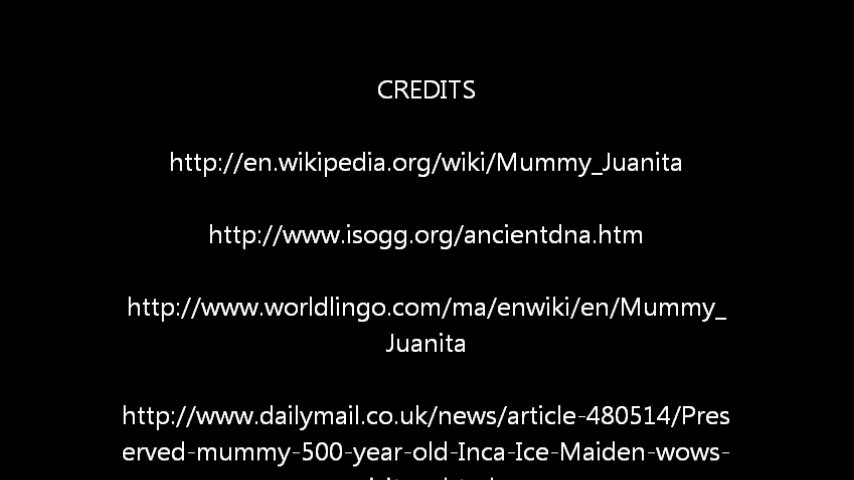 CREDITS
http://en.wikipedia.org/wiki/Mummy_Juanita
http://www.isogg.org/ancientdna.htm
http://www.worldlingo.com/ma/enwiki/en/Mummy_
Juanita
http://www.dailymail.co.uk/news/article-480514/Pres
erved-mummy-500-year-old-Inca-Ice-Maiden-wows-